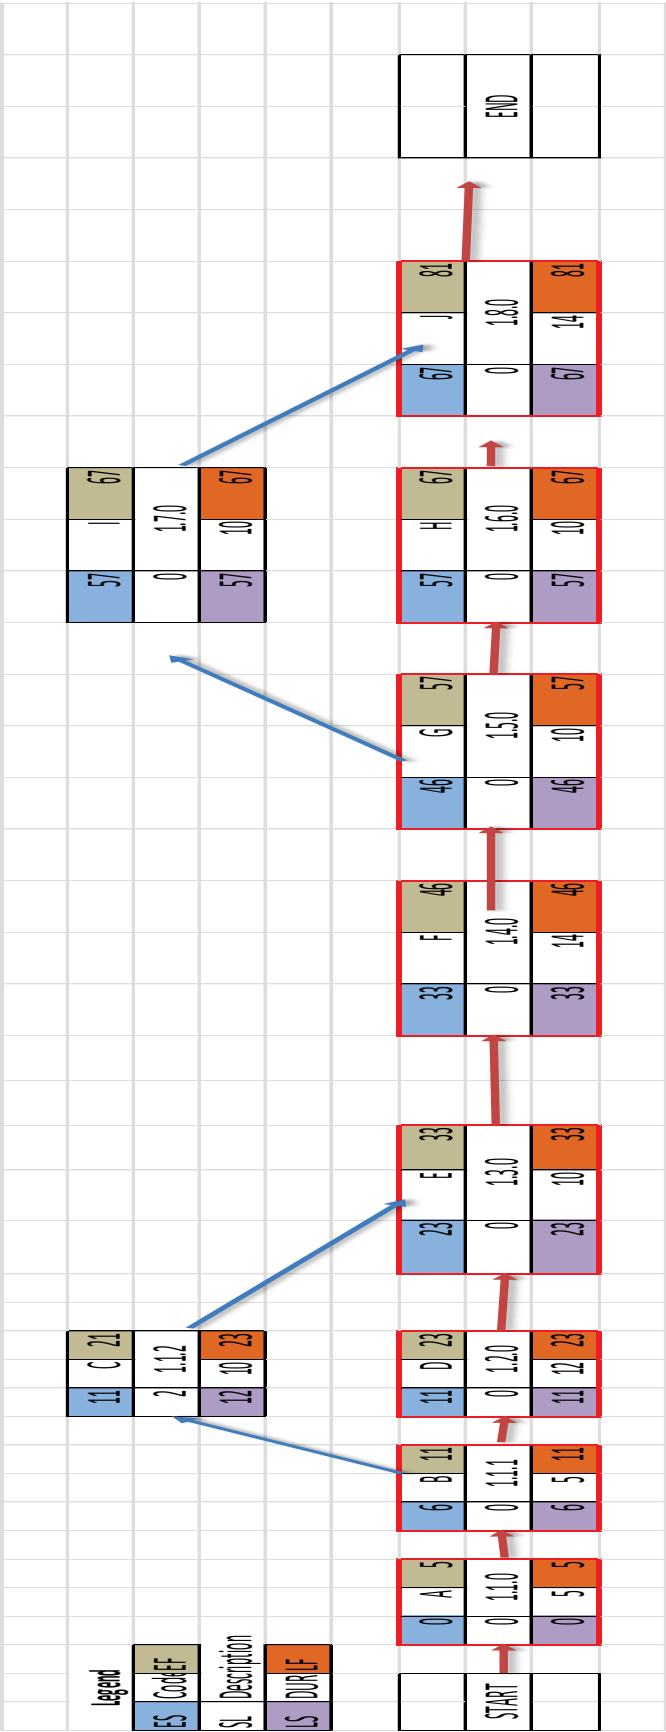 Legend 11 C 21 57 I 67
ES Code EF 2 1.1.2 0 1.7.0
SL Description 12 10 23 57 10 67
LS DUR LF
0 A 5 6 B 11 11 D 23 23 E 33 33 F 46 46 G 57 57 H 67 67 J 81
START 0 1.1.0 0 1.1.1 0 1.2.0 0 1.3.0 0 1.4.0 0 1.5.0 0 1.6.0 0 1.8.0 END
0 5 5 6 5 11 11 12 23 23 10 33 33 14 46 46 10 57 57 10 67 67 14 81